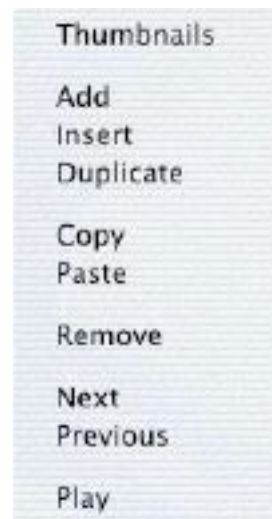 Thumbnails
Add
Insert
Duplicate
Copy
Paste
Remove
Next
Previous
Play